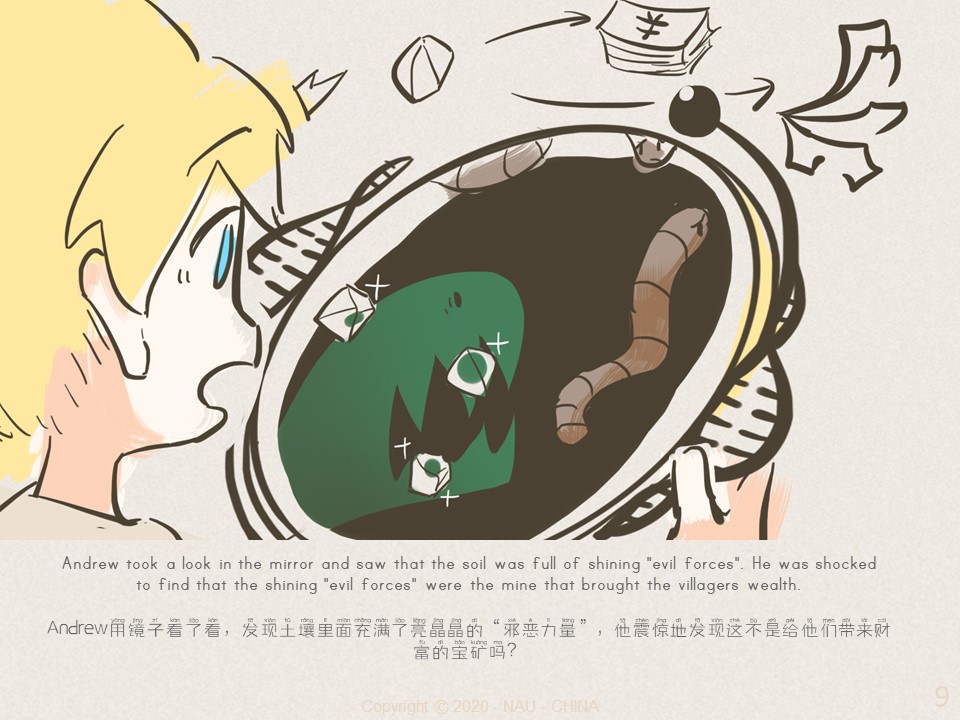 ¥
Andrew took a look in the mirror and saw that the soil was full of shining "evil forces". He was shocked
to find that the shining "evil forces" were the mine that brought the villagers wealth.
Andrew用镜子看了看，发现土壤里面充满了亮晶晶的“邪恶力量”，他震惊地发现这不是给他们带来财
富的宝矿吗?
Copyright © 2020 - NAU - CHINA
9